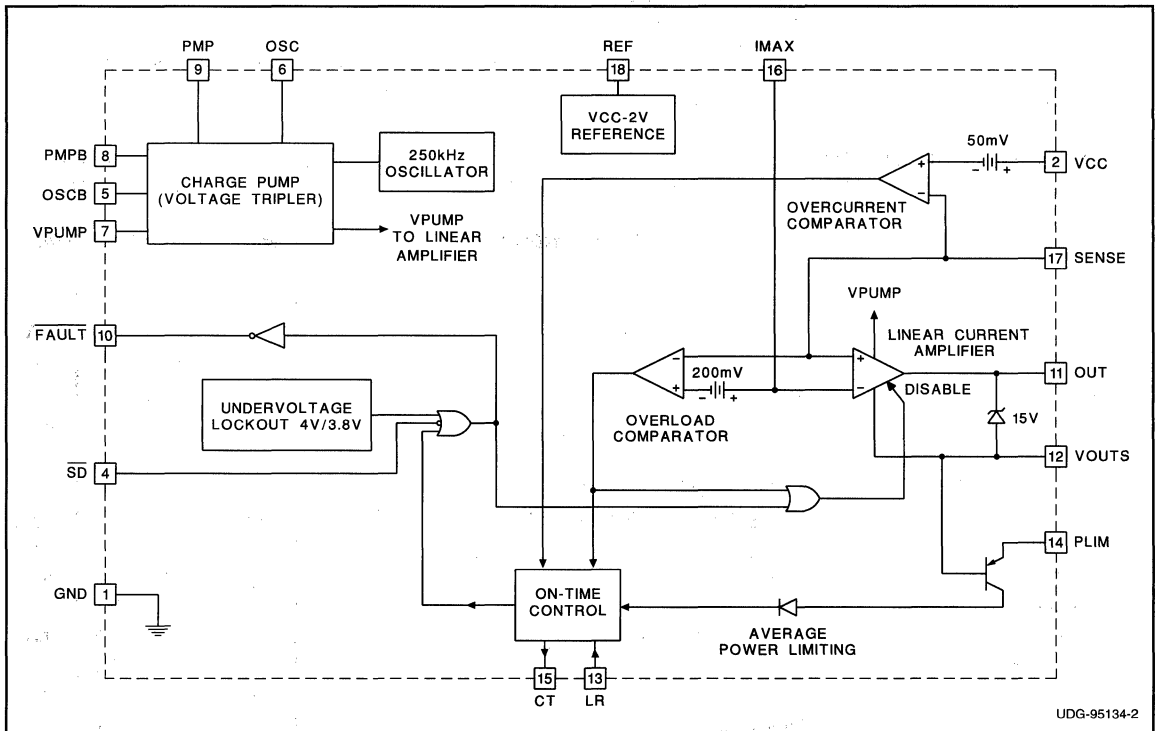 PMP
OSC
REF
IMAX
9
6
18
16
VCC-2V
REFERENCE
50mV
- +
2 VCC
PMPB 8
OSCB 5
VPUMP 7
CHARGE PUMP
(VOLTAGE TRIPLER)
250kHz
OSCILLATOR
VPUMP
TO LINEAR
AMPLIFIER
+
-
OVERCURRENT
COMPARATOR
17 SENSE
VPUMP
LINEAR CURRENT
AMPLIFIER
FAULT 10
-
+
200mV
- +
+
-
DISABLE
11 OUT
OVERLOAD
COMPARATOR
15V
UNDERVOLTAGE
LOCKOUT 4V/3.8V
12 VOUTS
SD 4
14 PLIM
GND 1
ON-TIME
CONTROL
AVERAGE
POWER LIMITING
15
13
CT
LR
UDG-95134-2